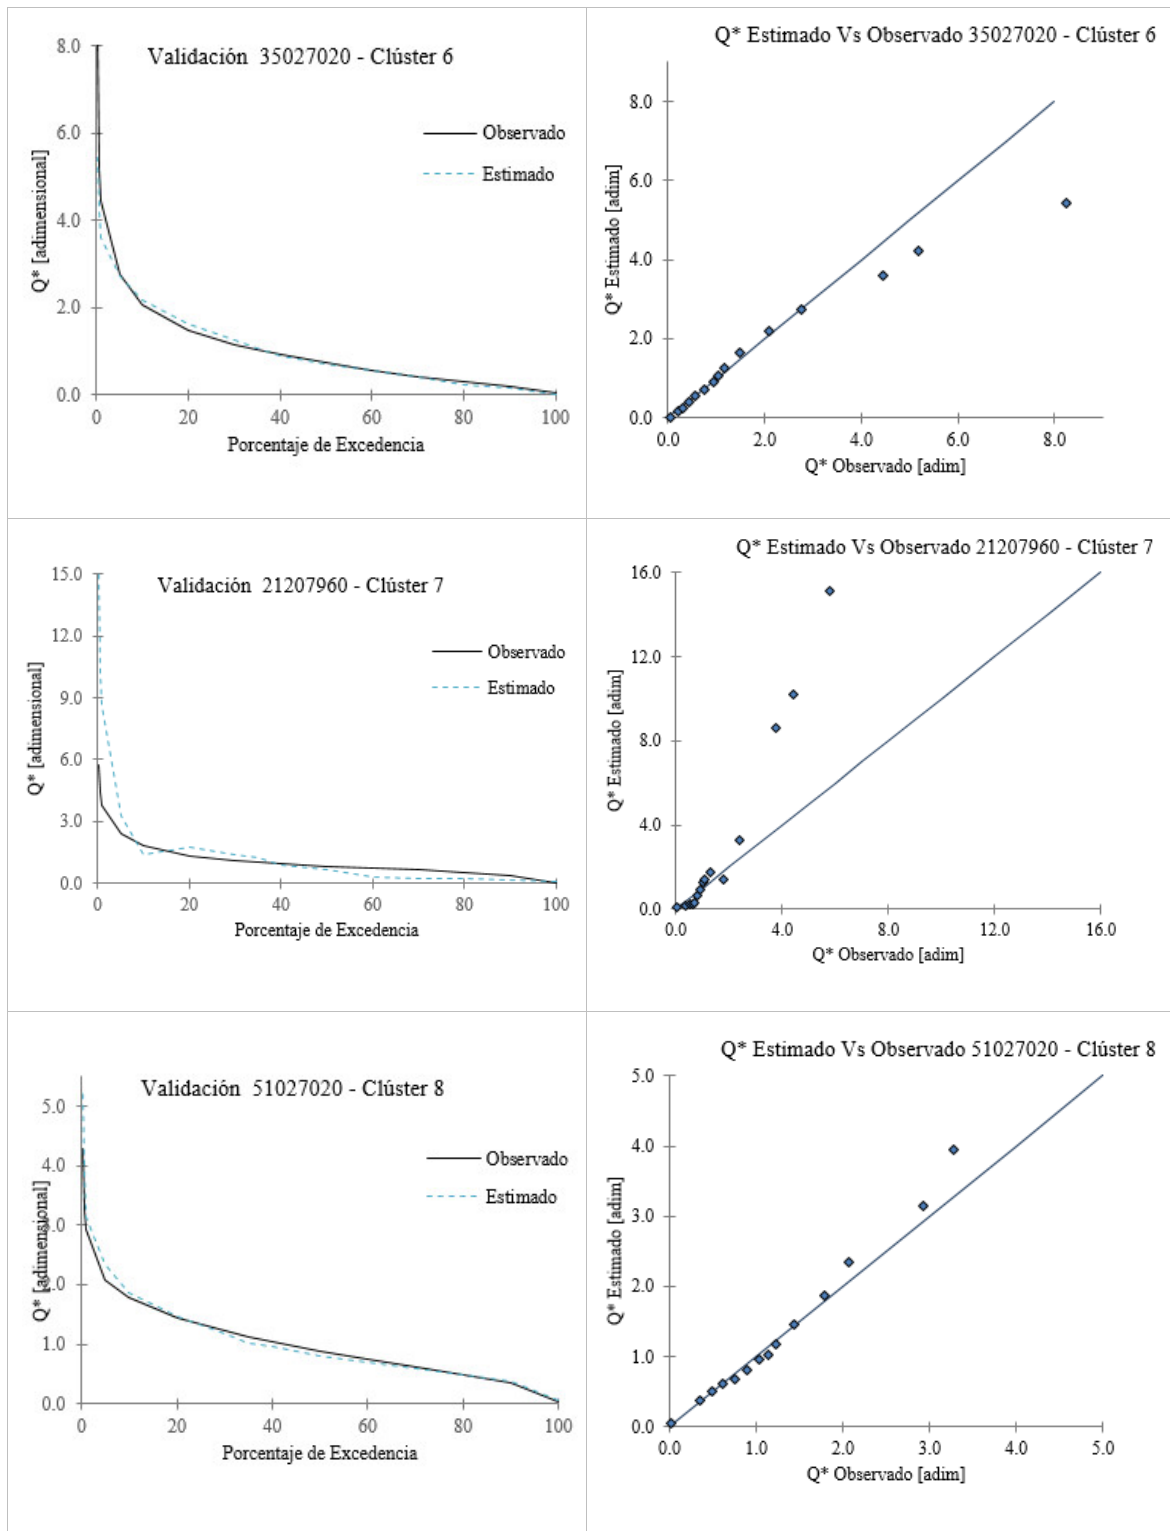 Validación 35027020 - Clúster 6
8.0
6.0
4.0
2.0
0.0
Q* [adimensional]
Observado
Estimado
0 20 40 60 80 100
Porcentaje de Excedencia
Q* Estimado Vs Observado 35027020 - Clúster 6
8.0
6.0
4.0
2.0
0.0
Q* Estimado [adim]
0.0 2.0 4.0 6.0 8.0
Q* Observado [adim]
Validación 21207960 - Clúster 7
15.0
12.0
9.0
6.0
3.0
0.0
Q* [adimensional]
Observado
Estimado
0 20 40 60 80 100
Porcentaje de Excedencia
Q* Estimado Vs Observado 21207960 - Clúster 7
16.0
12.0
8.0
4.0
0.0
Q* Estimado [adim]
0.0 4.0 8.0 12.0 16.0
Q* Observado [adim]
Validación 51027020 - Clúster 8
5.0
4.0
3.0
2.0
1.0
0.0
Q* [adimensional]
Observado
Estimado
0 20 40 60 80 100
Porcentaje de Excedencia
Q* Estimado Vs Observado 51027020 - Clúster 8
5.0
4.0
3.0
2.0
1.0
0.0
Q* Estimado [adim]
0.0 1.0 2.0 3.0 4.0 5.0
Q* Observado [adim]